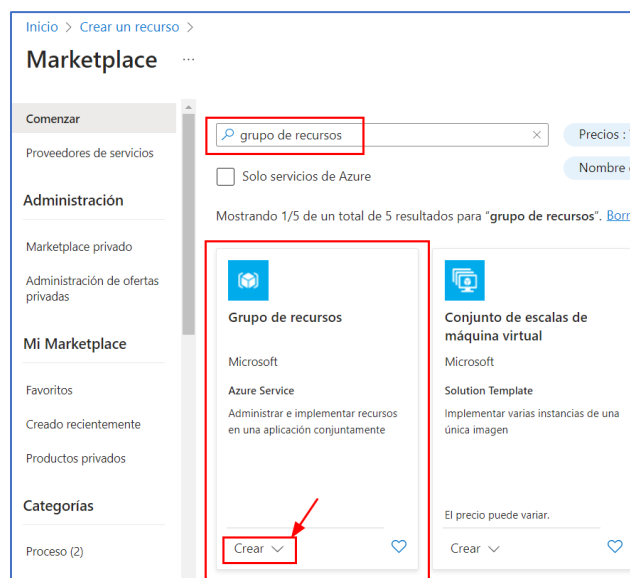 Inicio > Crear un recurso >
Marketplace ...
Comenzar
Proveedores de servicios
Administración
Marketplace privado
Administración de ofertas
privadas
Mi Marketplace
Favoritos
Creado recientemente
Productos privados
Categorías
Proceso (2)
grupo de recursos
Precios :
Solo servicios de Azure
Nombre
Mostrando 1/5 de un total de 5 resultados para "grupo de recursos". Borr
Grupo de recursos
Microsoft
Azure Service
Administrar e implementar recursos
en una aplicación conjuntamente
Crear
Conjunto de escalas de
máquina virtual
Microsoft
Solution Template
Implementar varias instancias de una
única imagen
El precio puede variar.
Crear